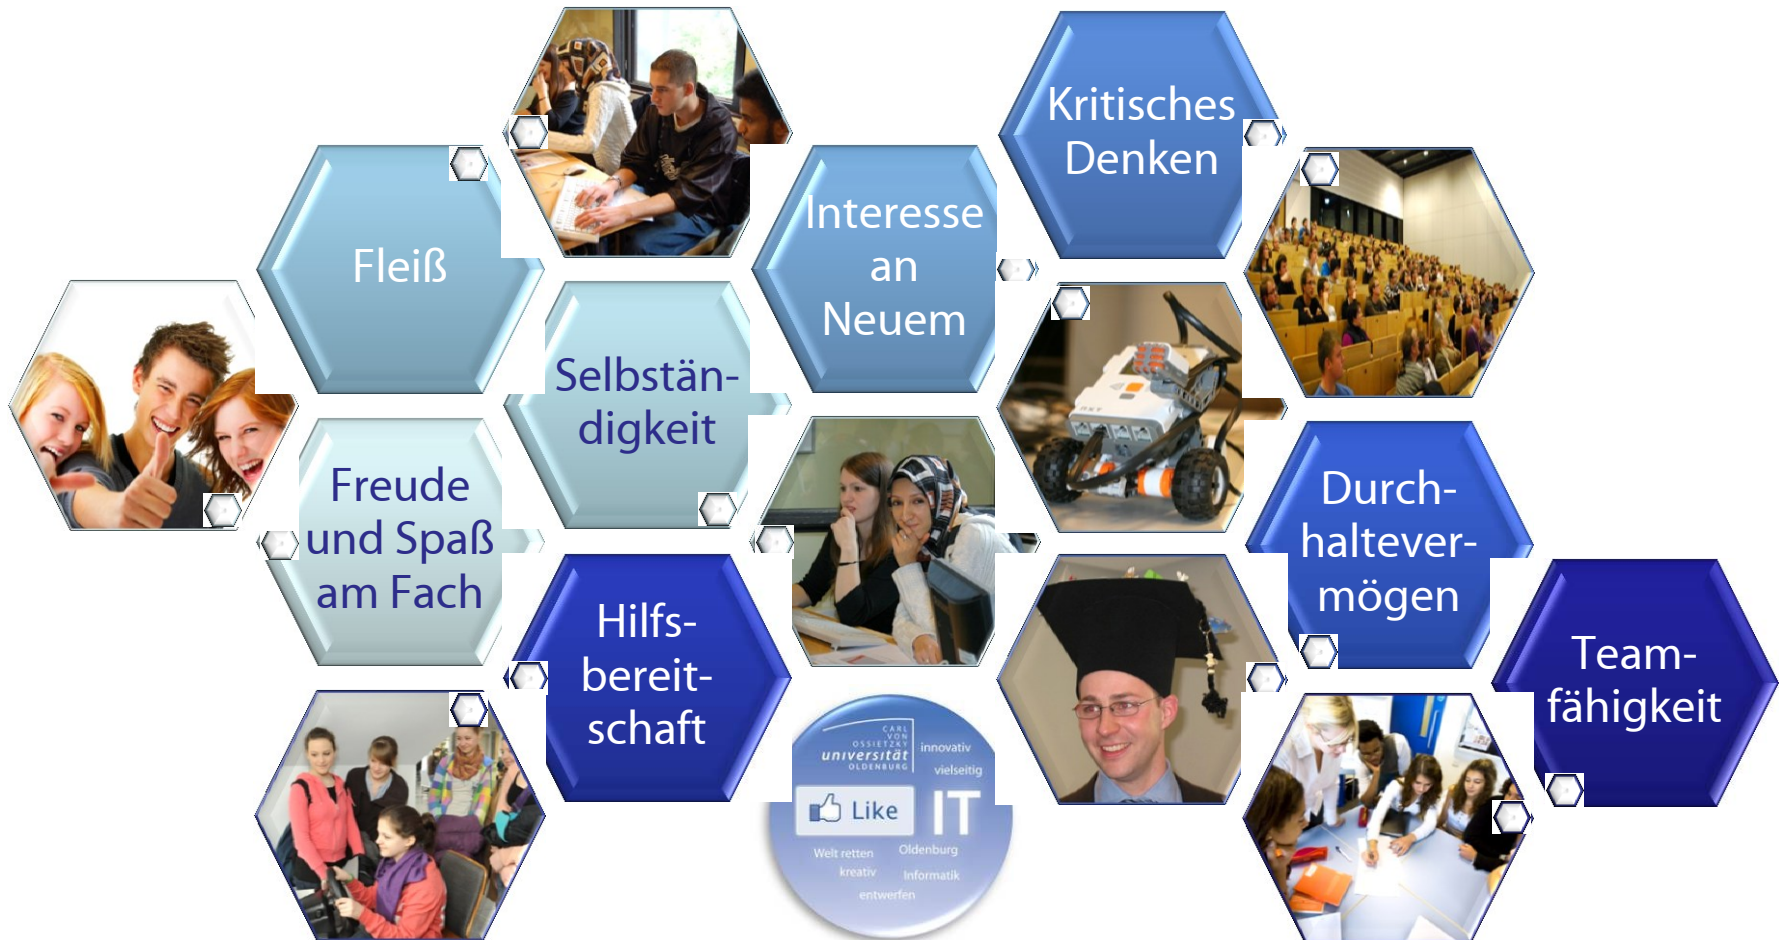 Kritisches
Denken
Interesse
an
Neuem
Fleiß
Selbstän-
digkeit
Freude
und Spaß
am Fach
Durch-
haltever-
mögen
Hilfs-
bereit-
schaft
Team-
fähigkeit
CARL
VON
OSSIETZKY
universität
OLDENBURG
innovativ
vielseitig
Like
IT
Welt retten
Oldenburg
kreativ
Informatik
entwerfen